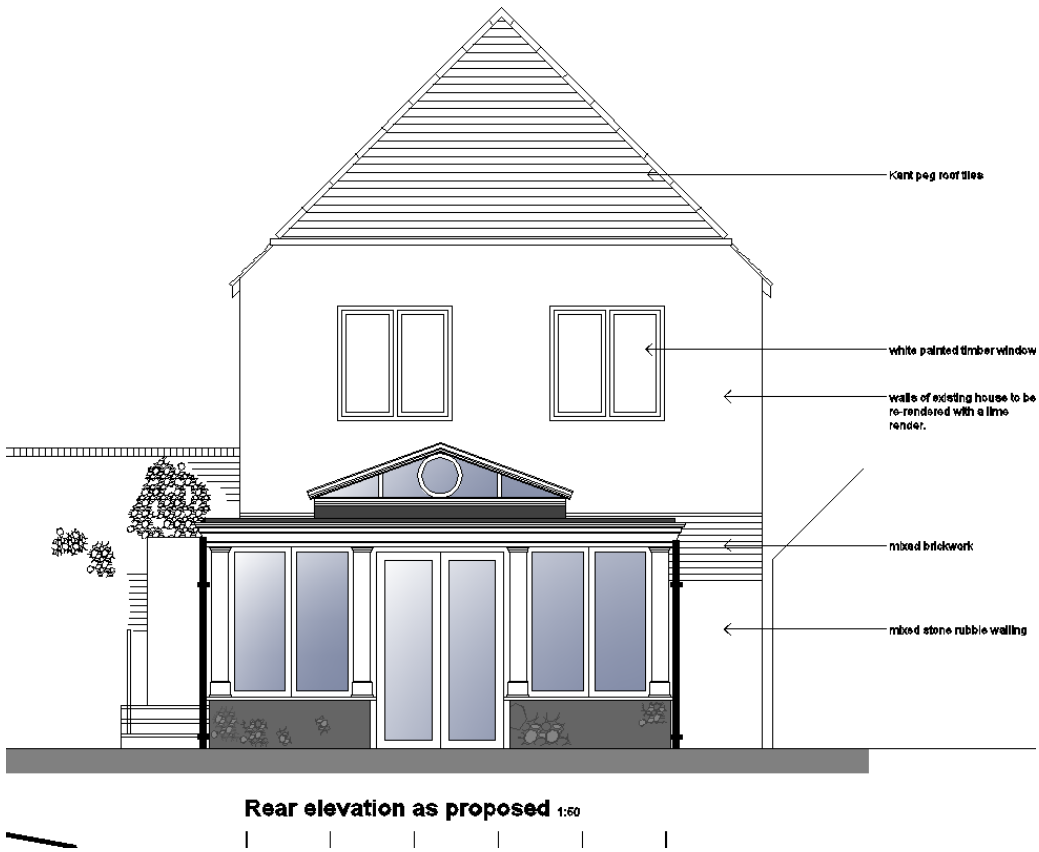 Kent peg roof tiles
white painted timber window
walls of existing house to be
re-rendered with a lime
render.
mixed brickwork
mixed stone rubble walling
Rear elevation as proposed 1:50